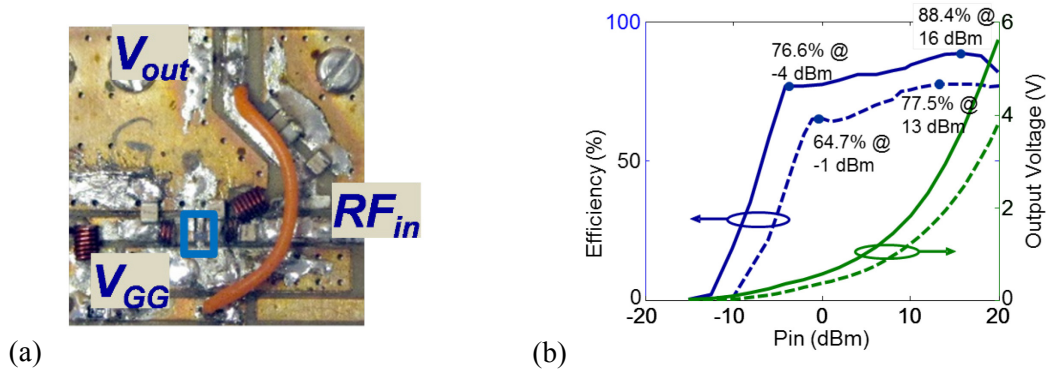 V_out
RF_in
V_GG
(a)
100
50
0
Efficiency (%)
76.6% @
-4 dBm
88.4% @
16 dBm
64.7% @
-1 dBm
77.5% @
13 dBm
6
4
2
0
Output Voltage (V)
-20 -10 0 10 20
Pin (dBm)
(b)